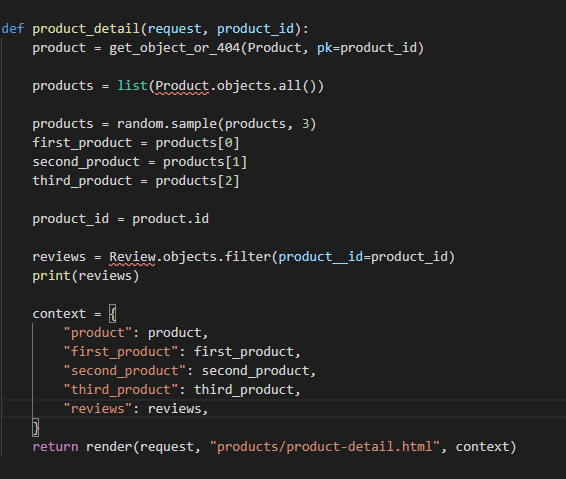 def product_detail(request, product_id):
    product = get_object_or_404(Product, pk=product_id)
    products = list(Product.objects.all())
    products = random.sample(products, 3)
    first_product = products[0]
    second_product = products[1]
    third_product = products[2]
    product_id = product.id
    reviews = Review.objects.filter(product__id=product_id)
    print(reviews)
    context = {
        "product": product,
        "first_product": first_product,
        "second_product": second_product,
        "third_product": third_product,
        "reviews": reviews,
    }
    return render(request, "products/product-detail.html", context)